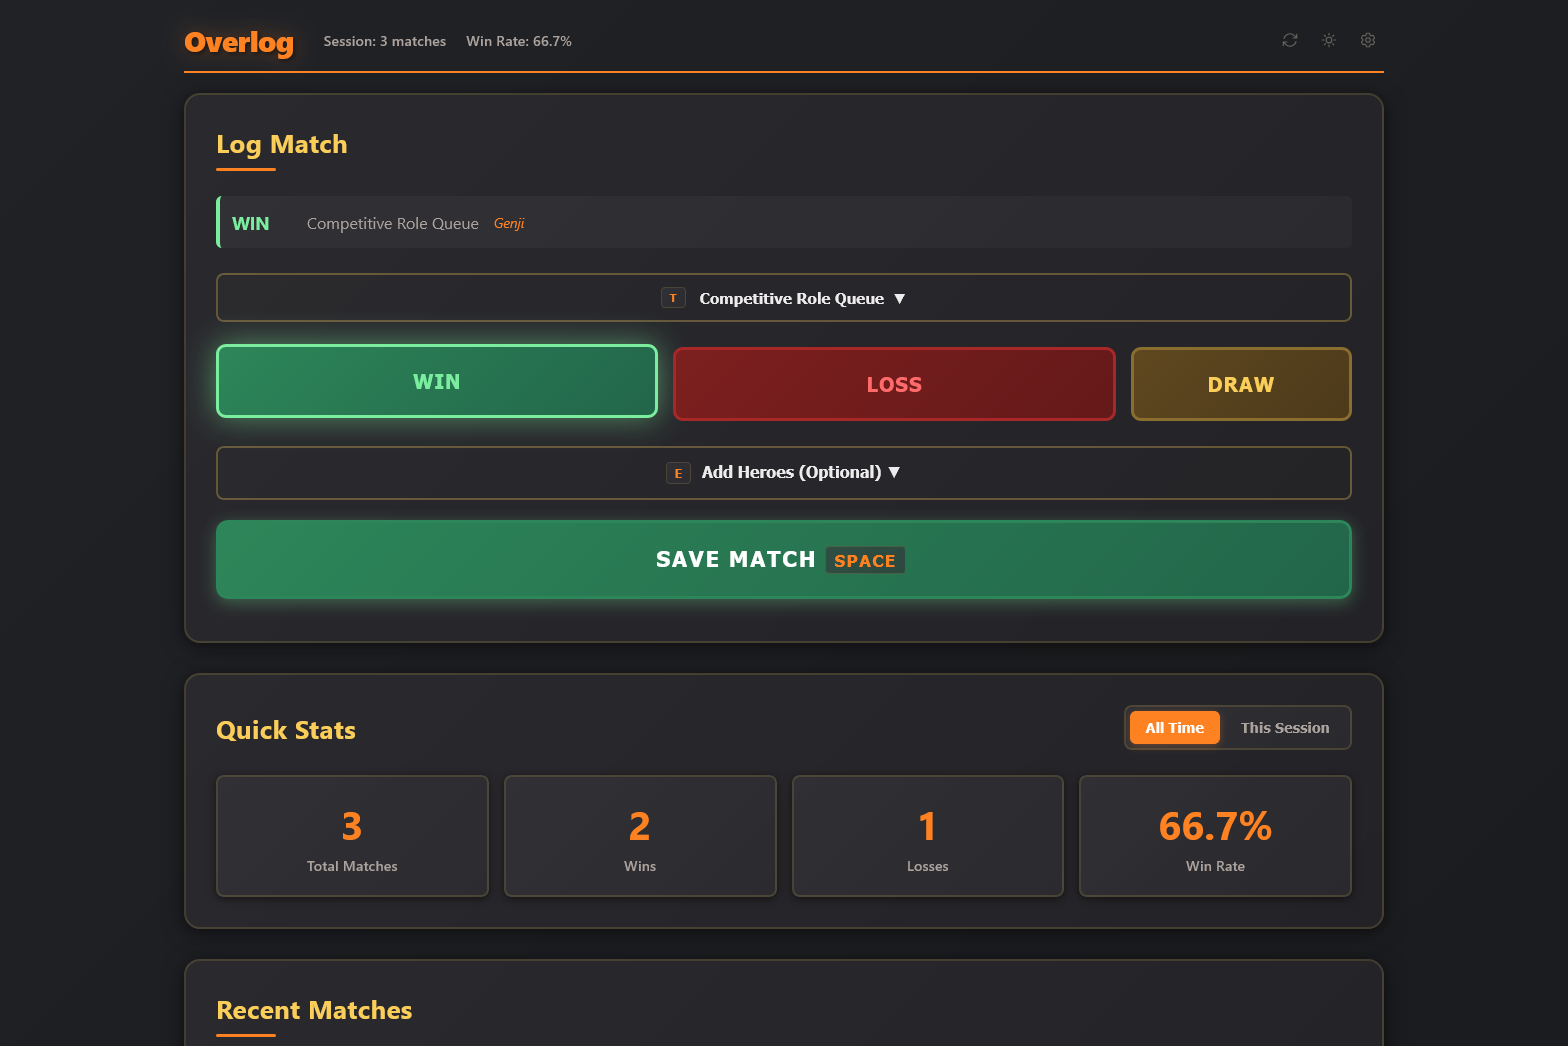 Overlog
Session: 3 matches
Win Rate: 66.7%
Log Match
WIN Competitive Role Queue Genji
T Competitive Role Queue ▼
WIN
LOSS
DRAW
E Add Heroes (Optional) ▼
SAVE MATCH SPACE
Quick Stats
All Time
This Session
3
Total Matches
2
Wins
1
Losses
66.7%
Win Rate
Recent Matches